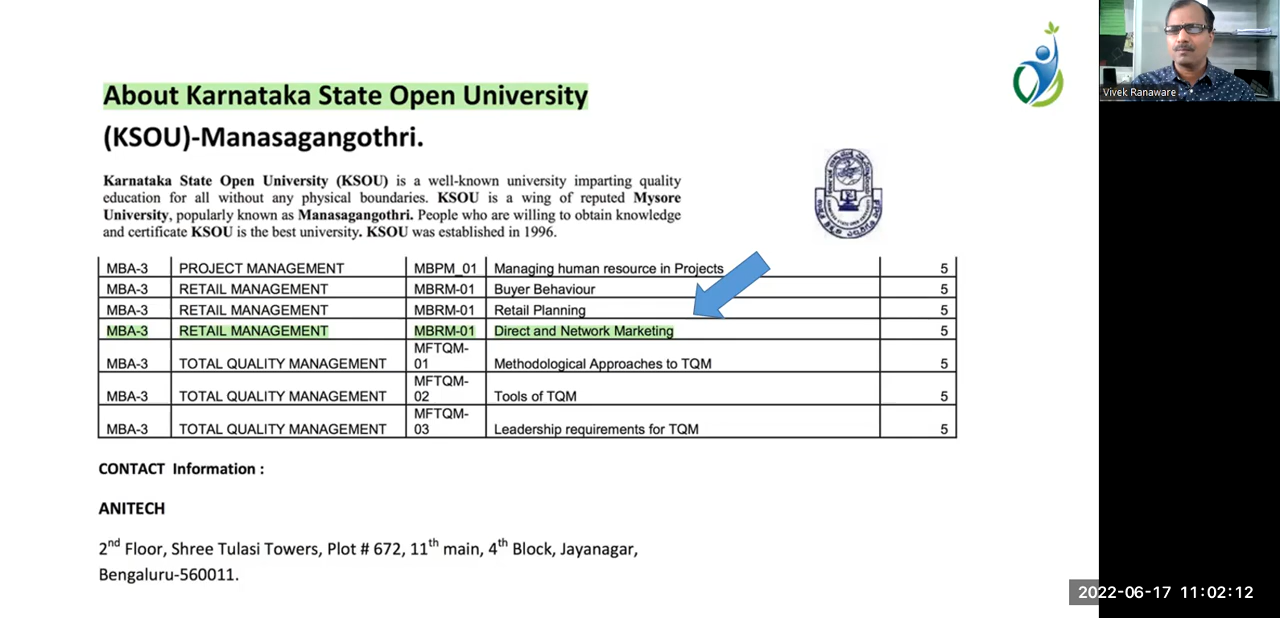 About Karnataka State Open University
(KSOU)-Manasagangothri.
Karnataka State Open University (KSOU) is a well-known university imparting quality
education for all without any physical boundaries. KSOU is a wing of reputed Mysore
University, popularly known as Manasagangothri. People who are willing to obtain knowledge
and certificate KSOU is the best university. KSOU was established in 1996.
MBA-3 PROJECT MANAGEMENT MBPM_01 Managing human resource in Projects 5
MBA-3 RETAIL MANAGEMENT MBRM-01 Buyer Behaviour 5
MBA-3 RETAIL MANAGEMENT MBRM-01 Retail Planning 5
MBA-3 RETAIL MANAGEMENT MBRM-01 Direct and Network Marketing 5
MBA-3 TOTAL QUALITY MANAGEMENT MFTQM-01 Methodological Approaches to TQM 5
MBA-3 TOTAL QUALITY MANAGEMENT MFTQM-02 Tools of TQM 5
MBA-3 TOTAL QUALITY MANAGEMENT MFTQM-03 Leadership requirements for TQM 5
CONTACT Information :
ANITECH
2nd Floor, Shree Tulasi Towers, Plot # 672, 11th main, 4th Block, Jayanagar,
Bengaluru-560011.
Vivek Ranaware
2022-06-17 11:02:12